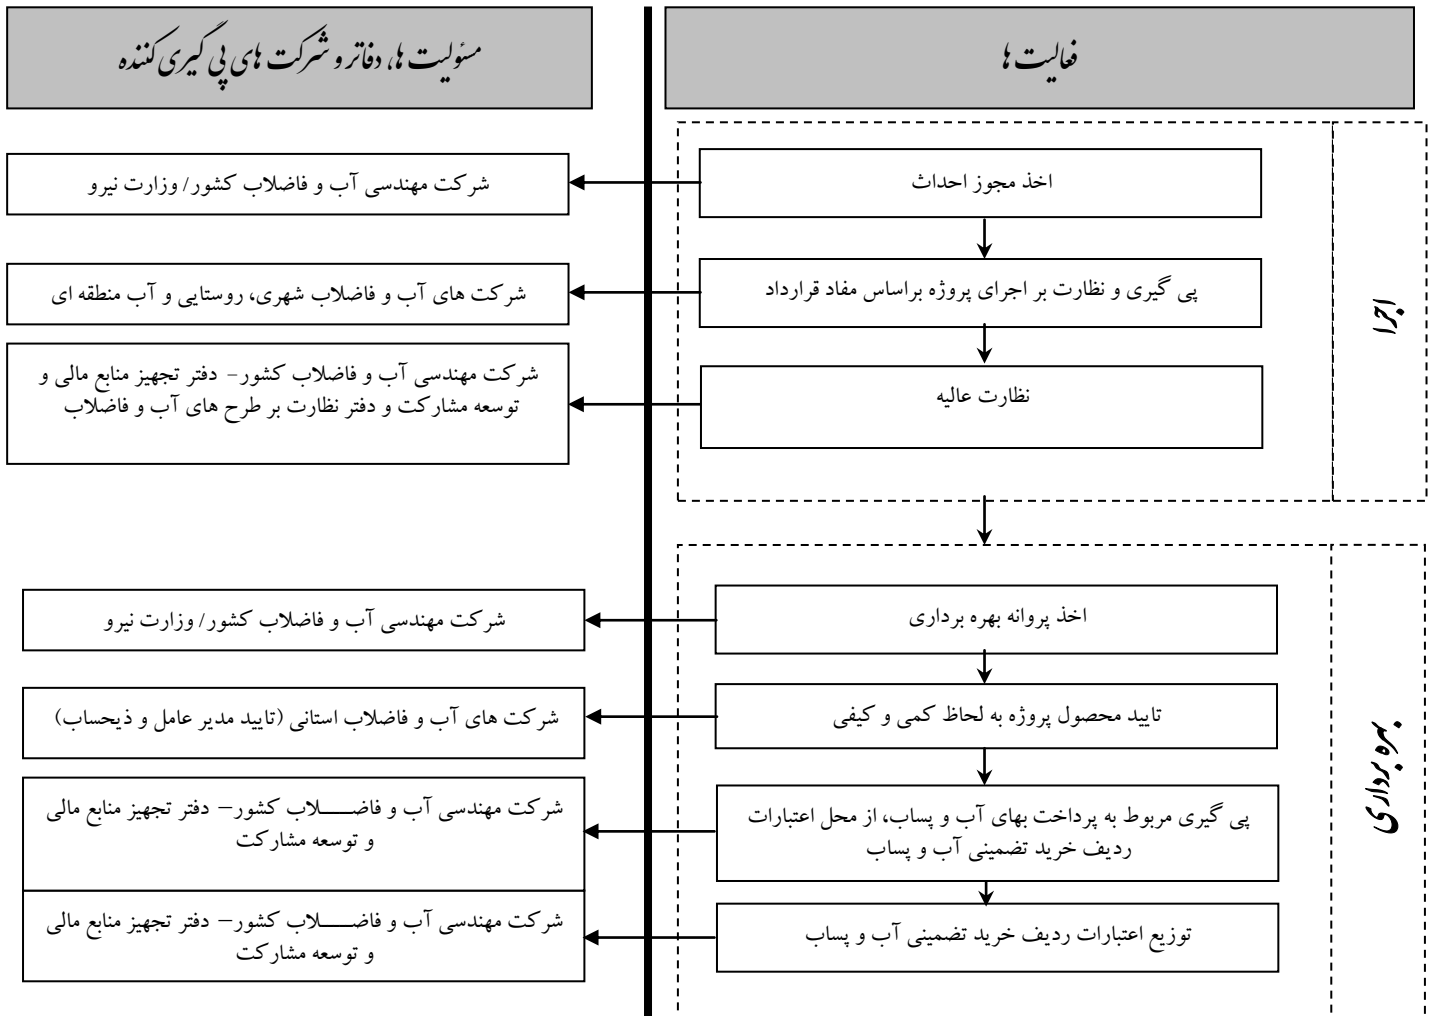 فعالیت ها
مسئولیت ها، دفاتر و شرکت های پی گیری کننده
اجرا
اخذ مجوز احداث
شرکت مهندسی آب و فاضلاب کشور/ وزارت نیرو
پی گیری و نظارت بر اجرای پروژه براساس مفاد قرارداد
شرکت های آب و فاضلاب شهری، روستایی و آب منطقه ای
نظارت عالیه
شرکت مهندسی آب و فاضلاب کشور- دفتر تجهیز منابع مالی و
توسعه مشارکت و دفتر نظارت بر طرح های آب و فاضلاب
بهره برداری
اخذ پروانه بهره برداری
شرکت مهندسی آب و فاضلاب کشور/ وزارت نیرو
تایید محصول پروژه به لحاظ کمی و کیفی
شرکت های آب و فاضلاب استانی (تایید مدیر عامل و ذیحساب)
پی گیری مربوط به پرداخت بهای آب و پساب، از محل اعتبارات
ردیف خرید تضمینی آب و پساب
شرکت مهندسی آب و فاضـــــلاب کشور– دفتر تجهیز منابع مالی
و توسعه مشارکت
توزیع اعتبارات ردیف خرید تضمینی آب و پساب
شرکت مهندسی آب و فاضـــــلاب کشور– دفتر تجهیز منابع مالی
و توسعه مشارکت